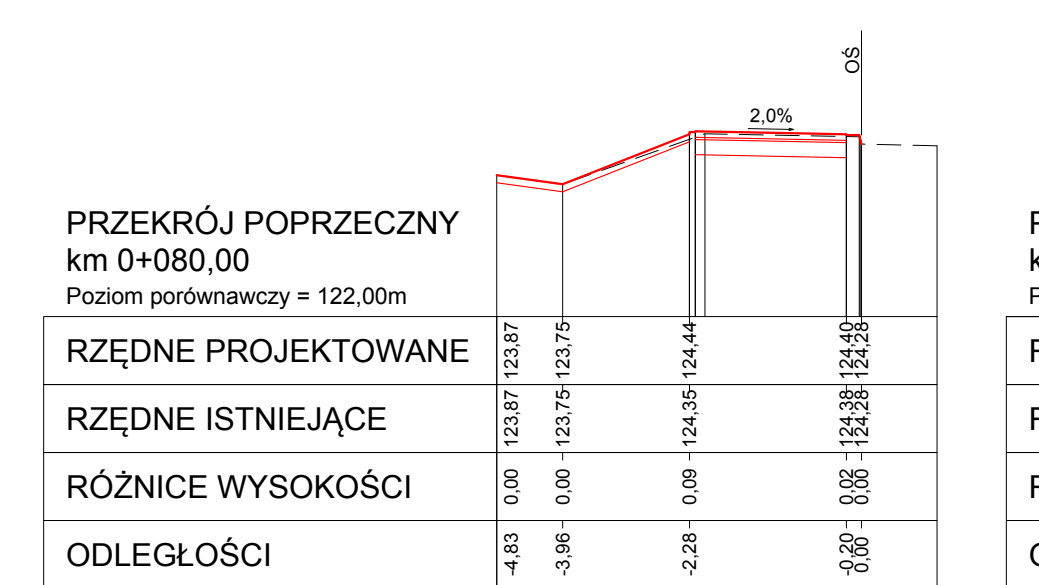 OŚ
2,0%
PRZEKRÓJ POPRZECZNY
km 0+080,00
Poziom porównawczy = 122,00m
RZĘDNE PROJEKTOWANE 123,87 123,75 124,44 124,40 124,28
RZĘDNE ISTNIEJĄCE 123,87 123,75 124,35 124,38 124,28
RÓŻNICE WYSOKOŚCI 0,00 0,00 0,09 0,02 0,00
ODLEGŁOŚCI -4,83 -3,96 -2,28 -0,20 0,00